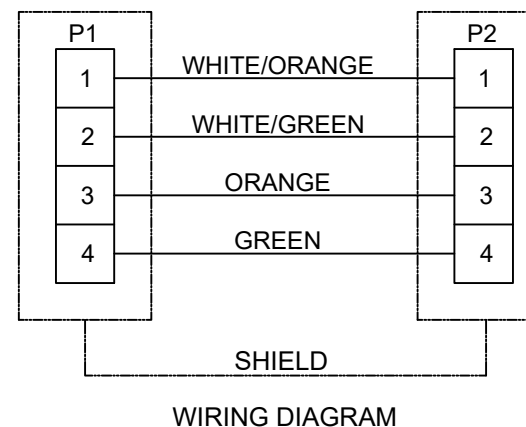 P1 P2
1 WHITE/ORANGE 1
2 WHITE/GREEN 2
3 ORANGE 3
4 GREEN 4
SHIELD
WIRING DIAGRAM